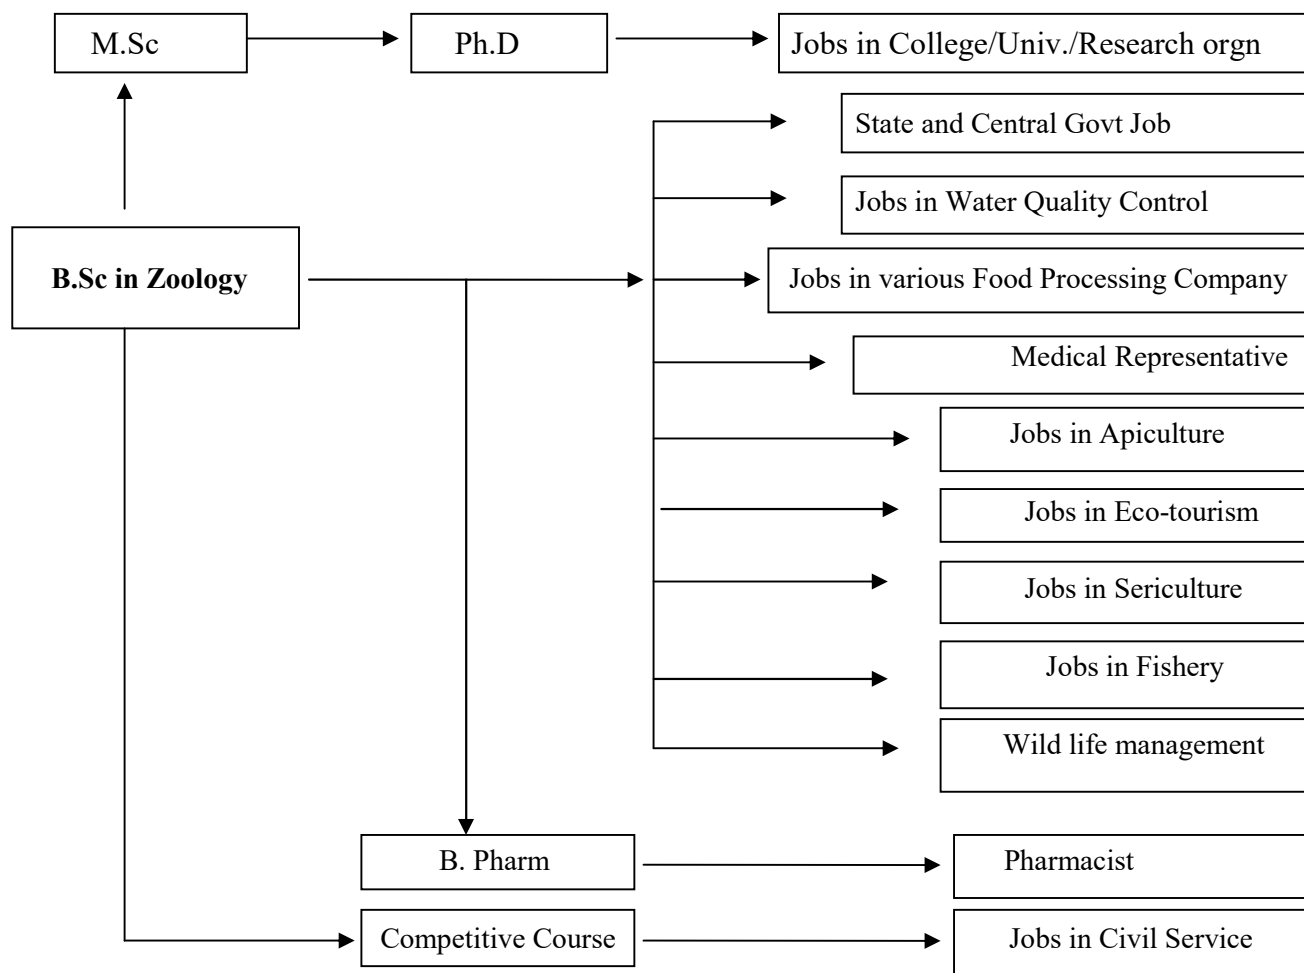 M.Sc
Ph.D
Jobs in College/Univ./Research orgn
State and Central Govt Job
Jobs in Water Quality Control
B.Sc in Zoology
Jobs in various Food Processing Company
Medical Representative
Jobs in Apiculture
Jobs in Eco-tourism
Jobs in Sericulture
Jobs in Fishery
Wild life management
B. Pharm
Pharmacist
Competitive Course
Jobs in Civil Service